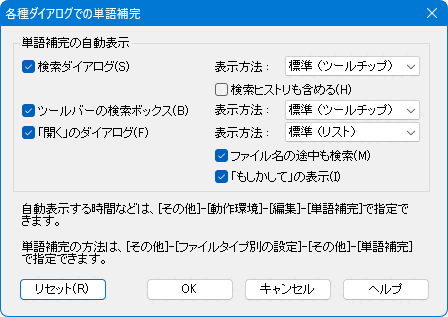 各種ダイアログでの単語補完
単語補完の自動表示
検索ダイアログ(S) 表示方法： 標準 (ツールチップ)
検索ヒストリも含める(H)
ツールバーの検索ボックス(B) 表示方法： 標準 (ツールチップ)
「開く」のダイアログ(F) 表示方法： 標準 (リスト)
ファイル名の途中も検索(M)
「もしかして」の表示(I)
自動表示する時間などは、[その他]-[動作環境]-[編集]-[単語補完]で指定で
きます。
単語補完の方法は、[その他]-[ファイルタイプ別の設定]-[その他]-[単語補完]
で指定できます。
リセット(R) OK キャンセル ヘルプ